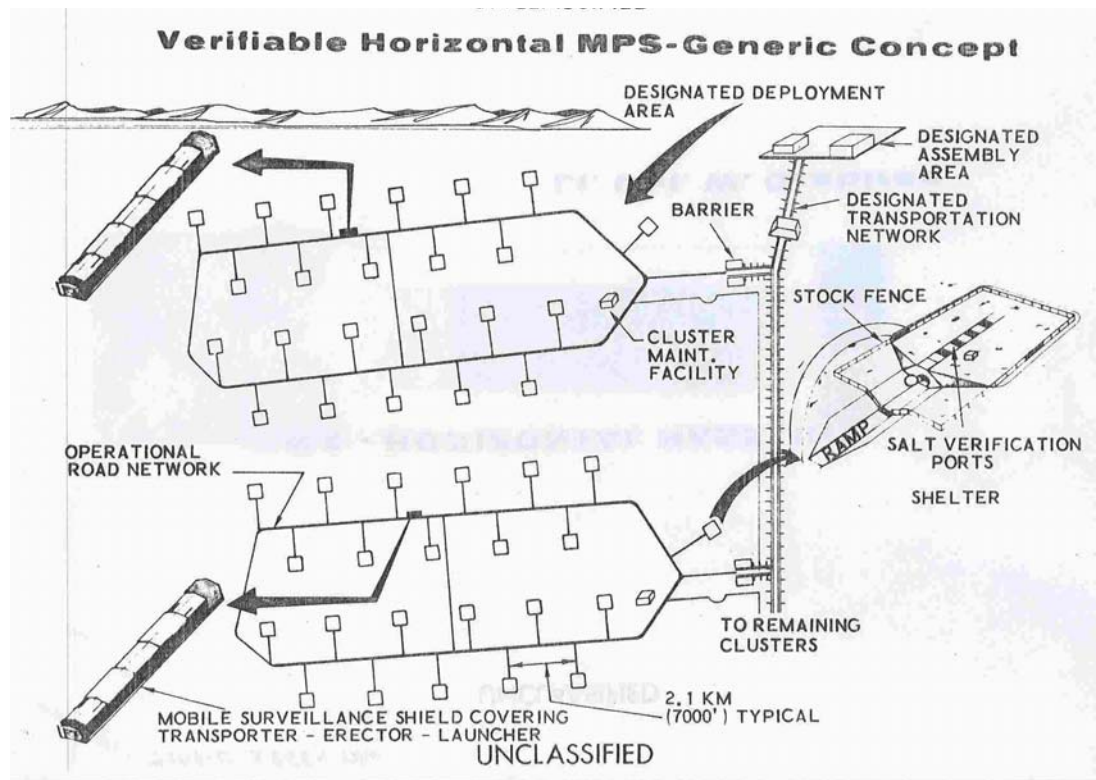 Verifiable Horizontal MPS-Generic Concept
DESIGNATED DEPLOYMENT
AREA
DESIGNATED
ASSEMBLY
AREA
BARRIER
DESIGNATED
TRANSPORTATION
NETWORK
STOCK FENCE
CLUSTER
MAINT.
FACILITY
RAMP
SALT VERIFICATION
PORTS
SHELTER
OPERATIONAL
ROAD NETWORK
TO REMAINING
CLUSTERS
2.1 KM
(7000') TYPICAL
MOBILE SURVEILLANCE SHIELD COVERING
TRANSPORTER - ERECTOR - LAUNCHER
UNCLASSIFIED